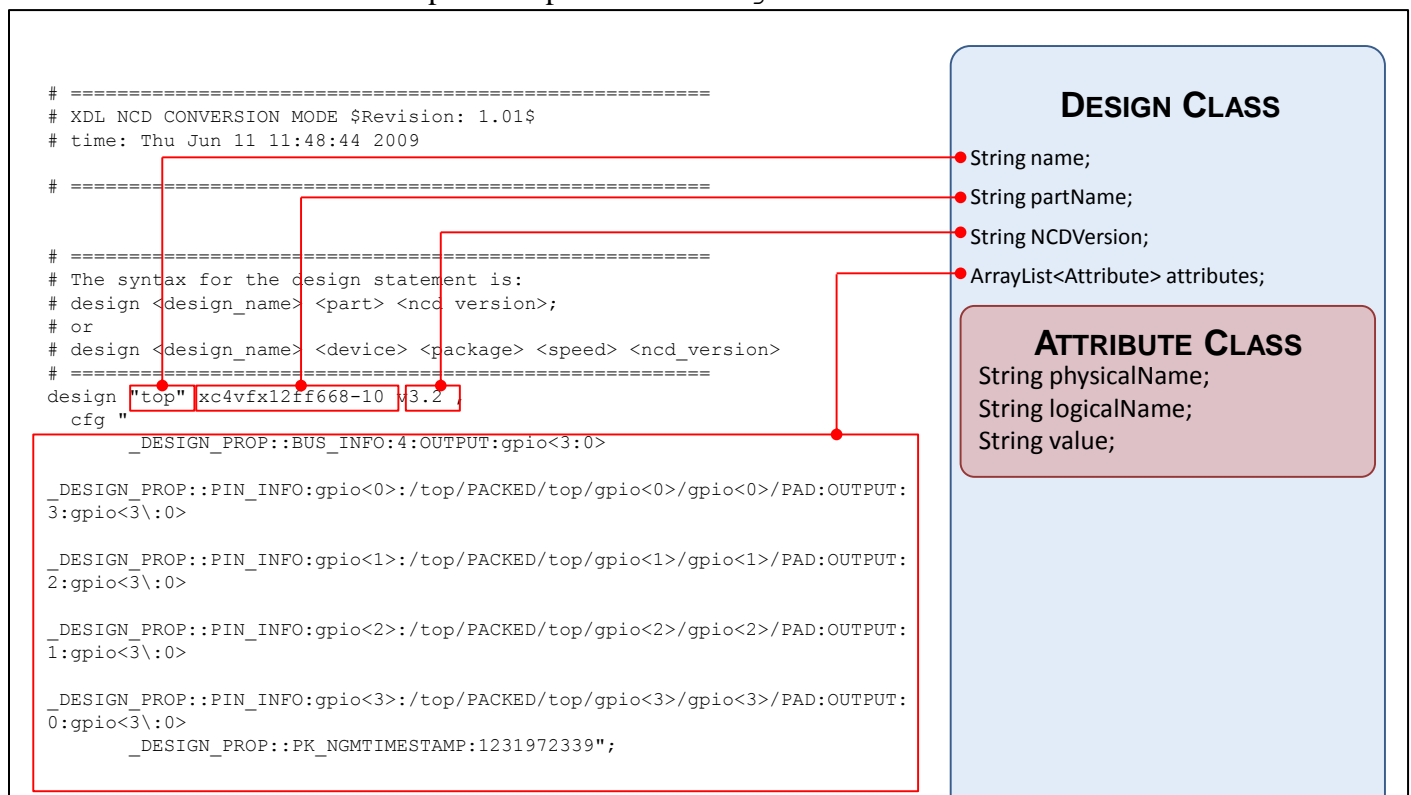 # =======================================================
# XDL NCD CONVERSION MODE $Revision: 1.01$
# time: Thu Jun 11 11:48:44 2009
# =======================================================
# =======================================================
# The syntax for the design statement is:
# design <design_name> <part> <ncd version>;
# or
# design <design_name> <device> <package> <speed> <ncd_version>
# =======================================================
design "top" xc4vfx12ff668-10 v3.2 ,
cfg "
_DESIGN_PROP::BUS_INFO:4:OUTPUT:gpio<3:0>
_DESIGN_PROP::PIN_INFO:gpio<0>:/top/PACKED/top/gpio<0>/gpio<0>/PAD:OUTPUT:
3:gpio<3\:0>
_DESIGN_PROP::PIN_INFO:gpio<1>:/top/PACKED/top/gpio<1>/gpio<1>/PAD:OUTPUT:
2:gpio<3\:0>
_DESIGN_PROP::PIN_INFO:gpio<2>:/top/PACKED/top/gpio<2>/gpio<2>/PAD:OUTPUT:
1:gpio<3\:0>
_DESIGN_PROP::PIN_INFO:gpio<3>:/top/PACKED/top/gpio<3>/gpio<3>/PAD:OUTPUT:
0:gpio<3\:0>
_DESIGN_PROP::PK_NGMTIMESTAMP:1231972339";
DESIGN CLASS
String name;
String partName;
String NCDVersion;
ArrayList<Attribute> attributes;
ATTRIBUTE CLASS
String physicalName;
String logicalName;
String value;